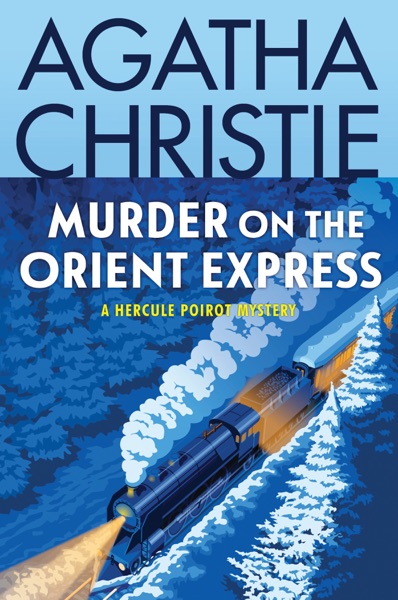 AGATHA
CHRISTIE
MURDER ON THE
ORIENT EXPRESS
A HERCULE POIROT MYSTERY